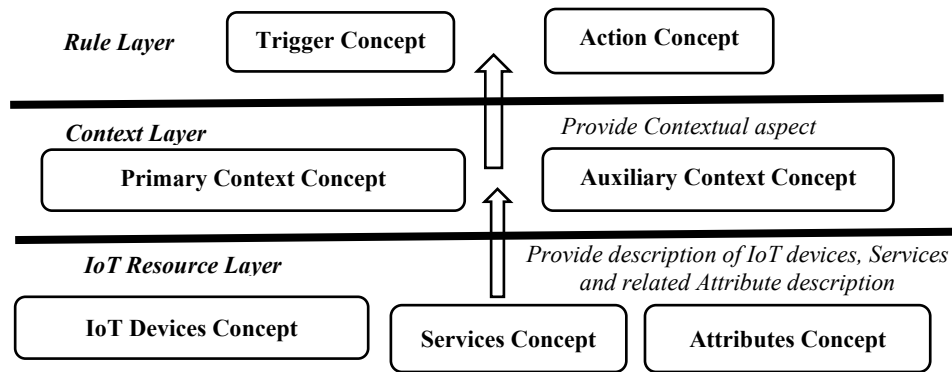 Rule Layer
Trigger Concept
Action Concept
Context Layer
Provide Contextual aspect
Primary Context Concept
Auxiliary Context Concept
IoT Resource Layer
Provide description of IoT devices, Services
and related Attribute description
IoT Devices Concept
Services Concept
Attributes Concept